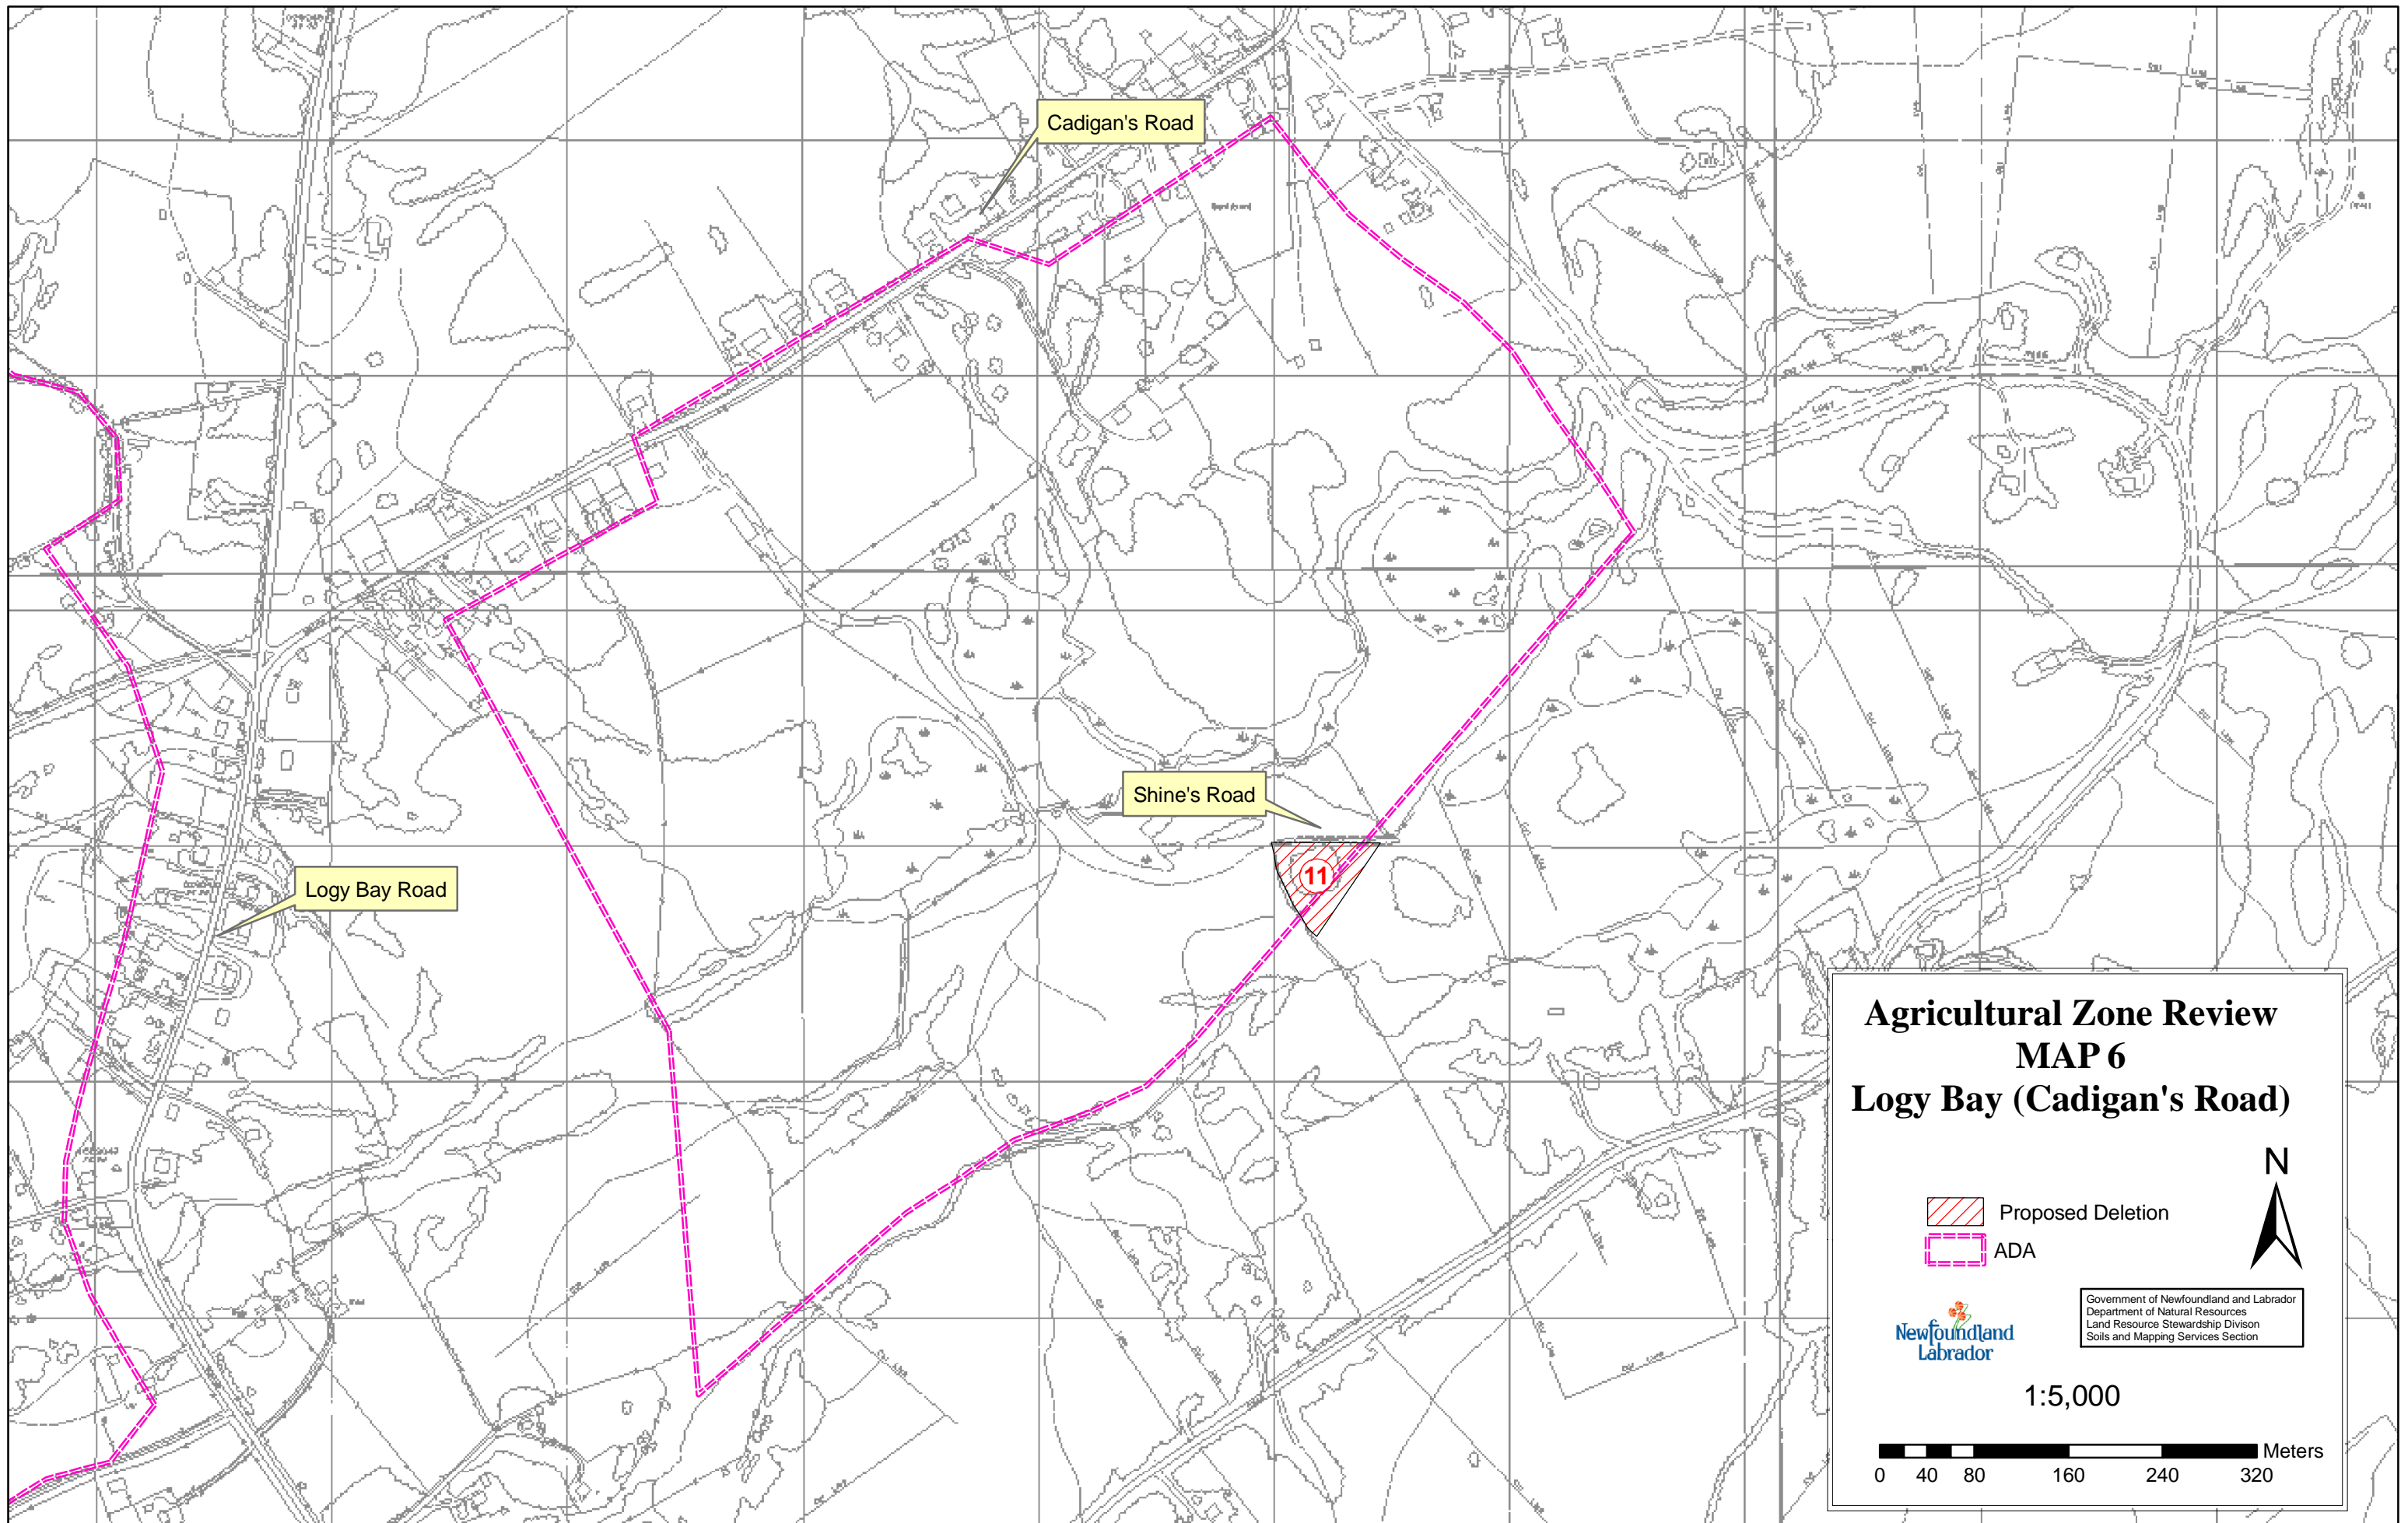 Cadigan's Road
Shine's Road
11
Logy Bay Road
Agricultural Zone Review
MAP 6
Logy Bay (Cadigan's Road)
N
Proposed Deletion
ADA
Newfoundland
Labrador
Government of Newfoundland and Labrador
Department of Natural Resources
Land Resource Stewardship Divison
Soils and Mapping Services Section
1:5,000
Meters
0 40 80 160 240 320